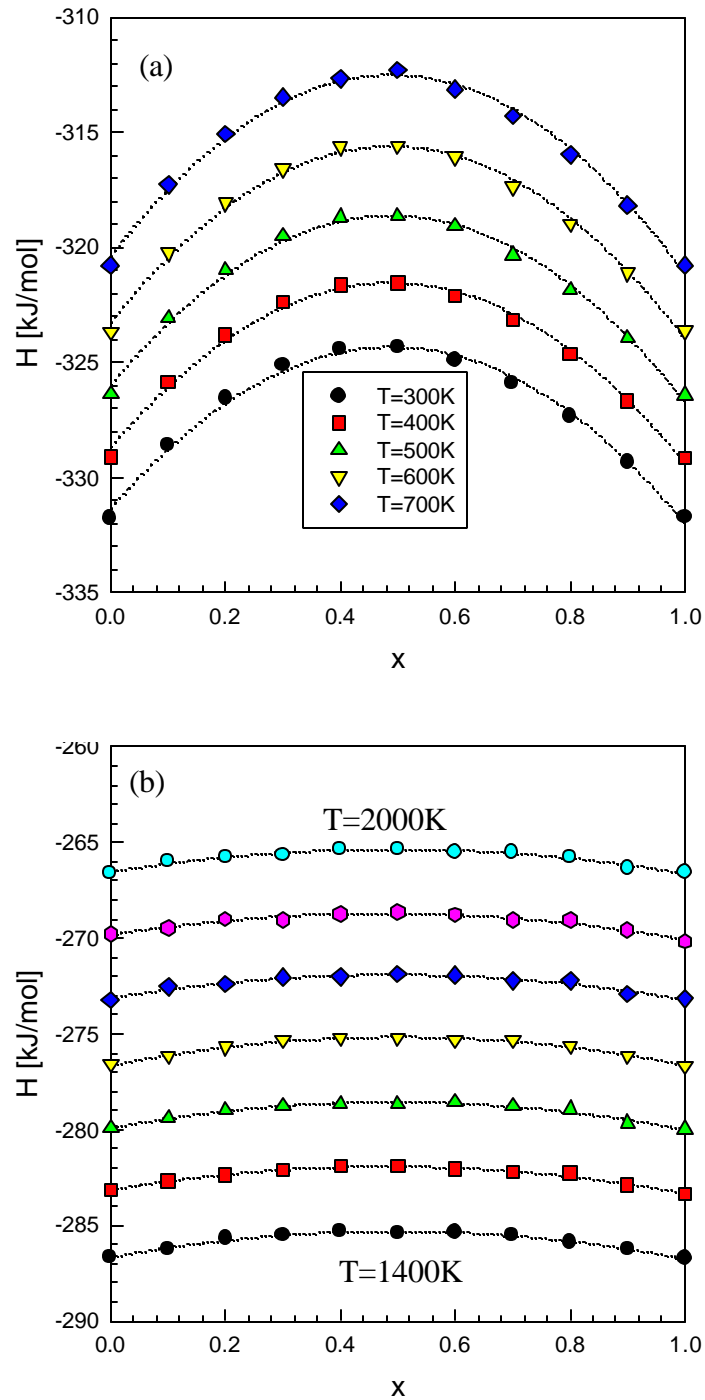 -310
(a)
-315
-320
H [kJ/mol]
-325
T=300K
T=400K
T=500K
-330
T=600K
T=700K
-335
0.0 0.2 0.4 0.6 0.8 1.0
x
-260
(b)
T=2000K
-265
-270
H [kJ/mol]
-275
-280
-285
T=1400K
-290
0.0 0.2 0.4 0.6 0.8 1.0
x